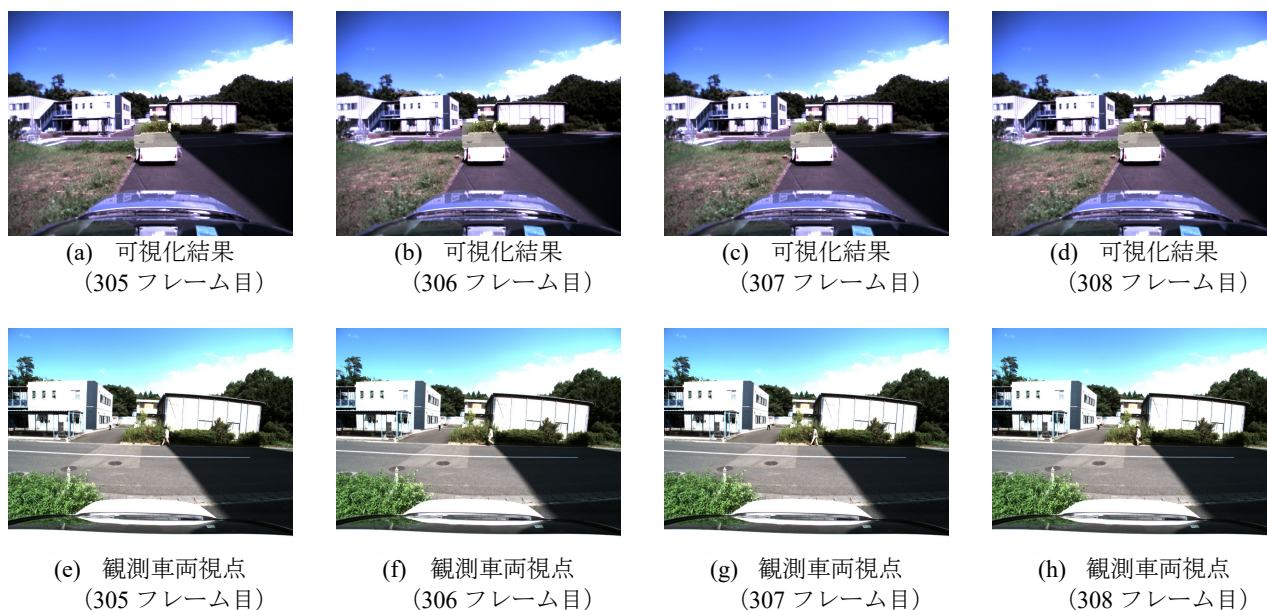 (a) 可視化結果
（305 フレーム目）
(b) 可視化結果
（306 フレーム目）
(c) 可視化結果
（307 フレーム目）
(d) 可視化結果
（308 フレーム目）
(e) 観測車両視点
（305 フレーム目）
(f) 観測車両視点
（306 フレーム目）
(g) 観測車両視点
（307 フレーム目）
(h) 観測車両視点
（308 フレーム目）